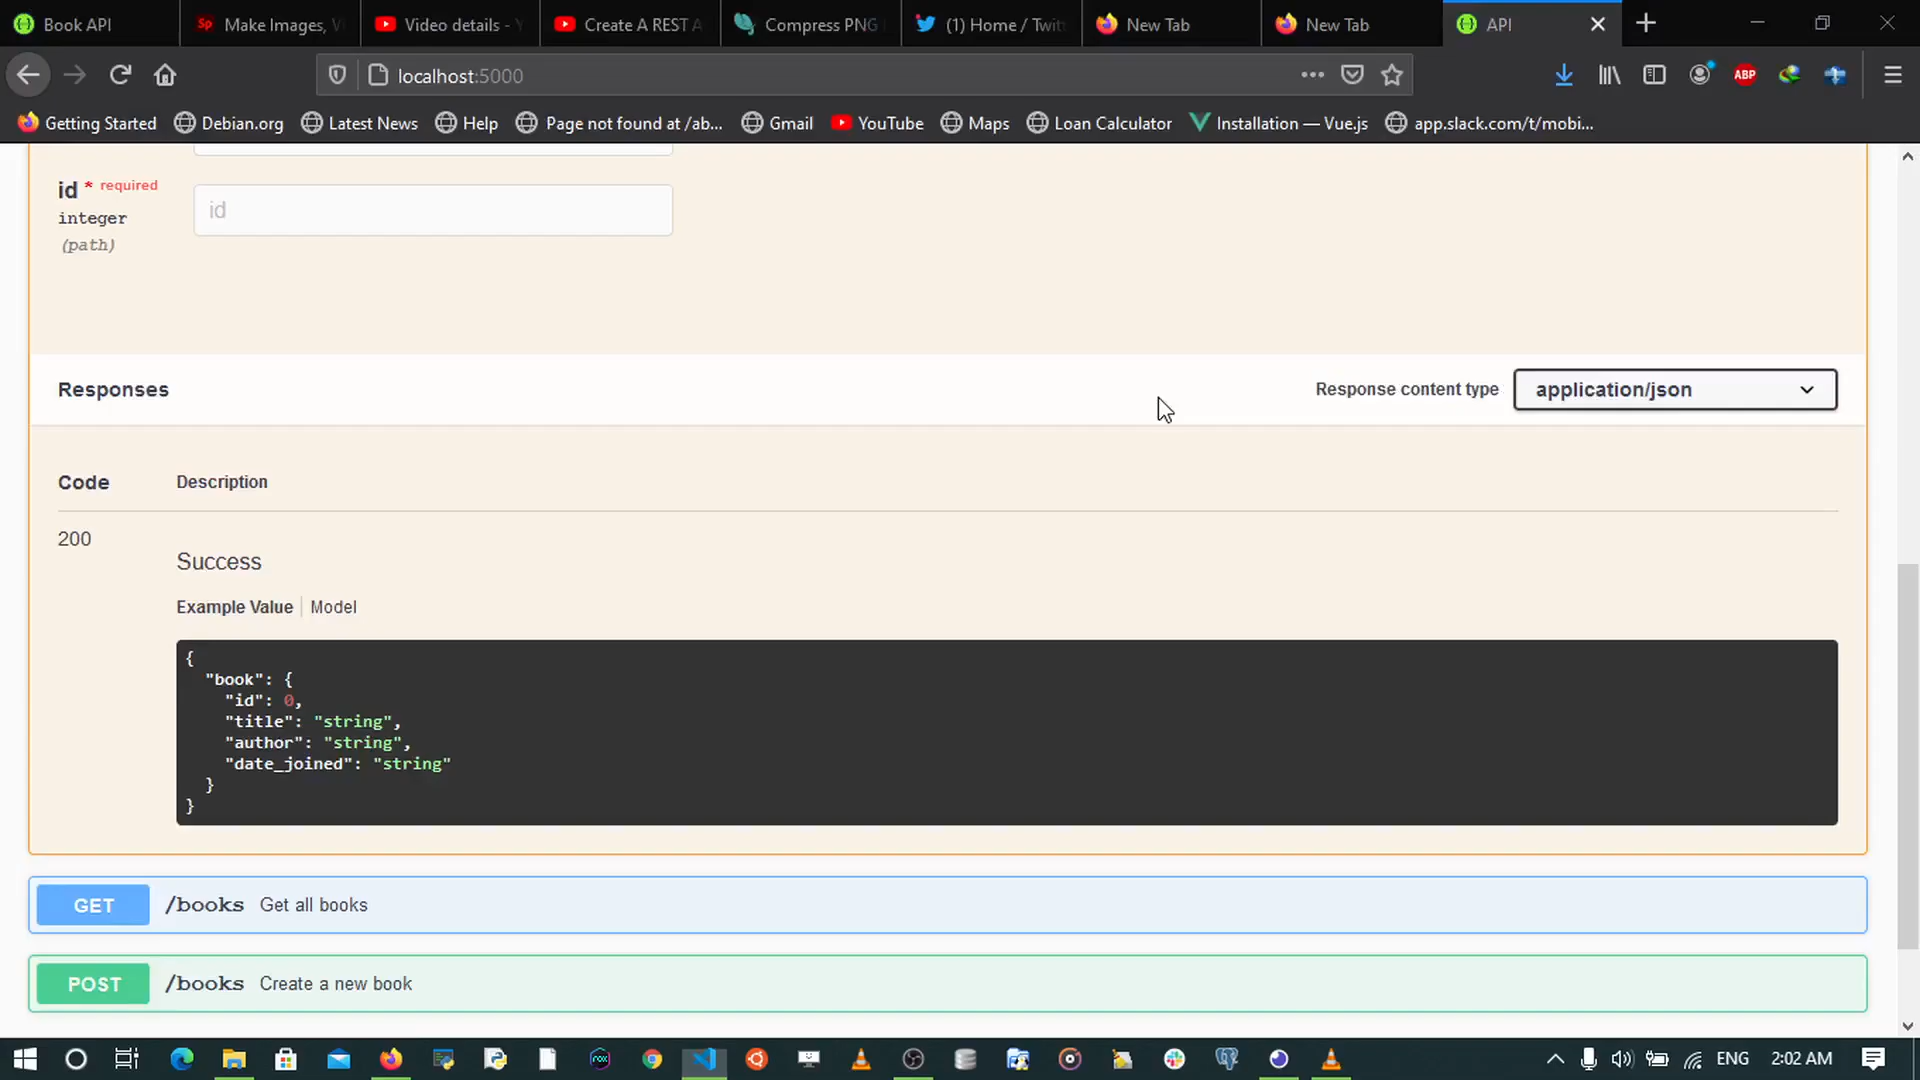 Book API
Make Images, Vi
Video details - Y
Create A REST A
Compress PNG
(1) Home / Twitt
New Tab
New Tab
API
localhost:5000
ABP
Getting Started
Debian.org
Latest News
Help
Page not found at /ab...
Gmail
YouTube
Maps
Loan Calculator
Installation — Vue.js
app.slack.com/t/mobi...
id * required
integer
(path)
id
Responses
Response content type
application/json
Code
Description
200
Success
Example Value
Model
{
"book": {
"id": 0,
"title": "string",
"author": "string",
"date_joined": "string"
}
}
GET
/books
Get all books
POST
/books
Create a new book
ENG
2:02 AM